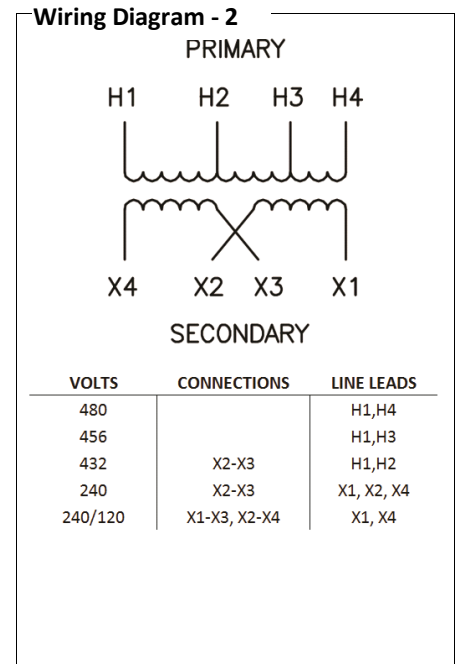 Wiring Diagram - 2
PRIMARY
H1 H2 H3 H4
X4 X2 X3 X1
SECONDARY
VOLTS CONNECTIONS LINE LEADS
480 H1,H4
456 H1,H3
432 X2-X3 H1,H2
240 X2-X3 X1, X2, X4
240/120 X1-X3, X2-X4 X1, X4